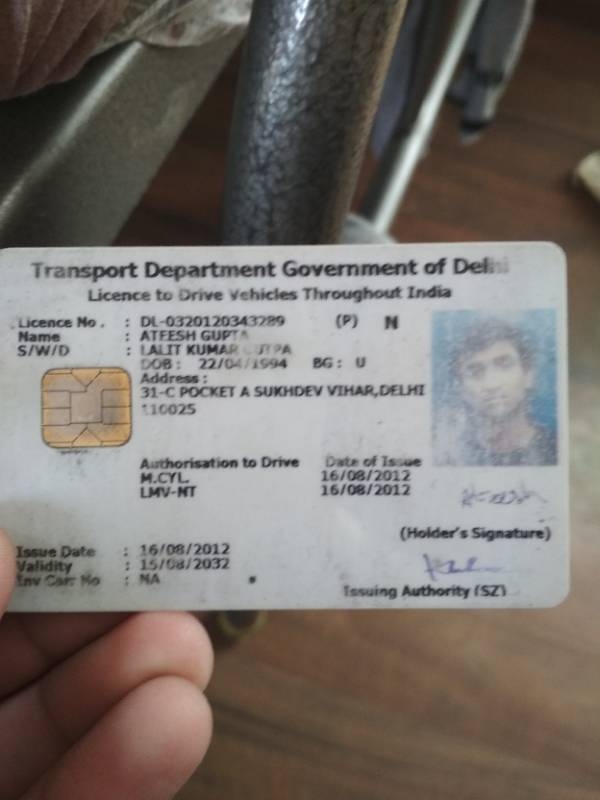 Transport Department Government of Delhi
Licence to Drive Vehicles Throughout India
Licence No. : DL-0320120343289 (P) N
Name : ATEESH GUPTA
S/W/D : LALIT KUMAR
DOB : 22/04/1994 BG : U
Address :
31-C POCKET A SUKHDEV VIHAR,DELHI
110025
Authorisation to Drive Date of Issue
M.CYL. 16/08/2012
LMV-NT 16/08/2012
(Holder's Signature)
Issue Date : 16/08/2012
Validity : 15/08/2032
Inv Carr No : NA
Issuing Authority (SZ)